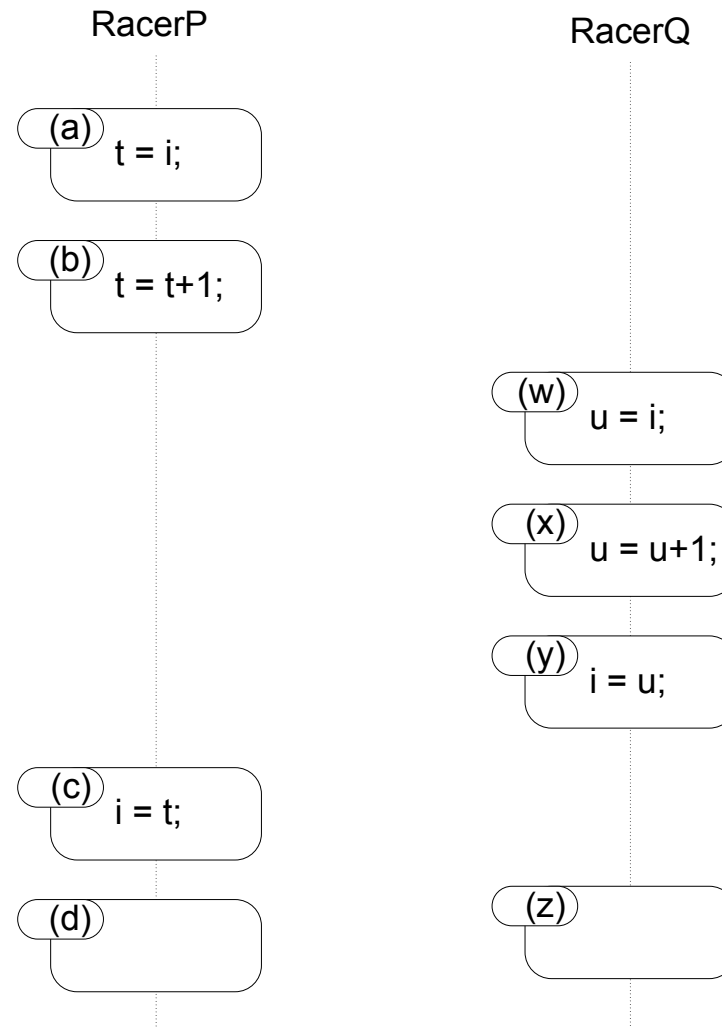 RacerP
RacerQ
(a)
t = i;
(b)
t = t+1;
(w)
u = i;
(x)
u = u+1;
(y)
i = u;
(c)
i = t;
(z)
(d)